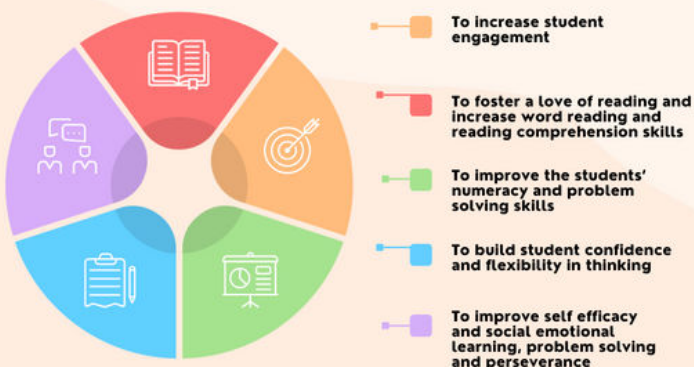 To increase student
engagement
To foster a love of reading and
increase word reading and
reading comprehension skills
To improve the students'
numeracy and problem
solving skills
To build student confidence
and flexibility in thinking
To improve self efficacy
and social emotional
learning, problem solving
and perseverance